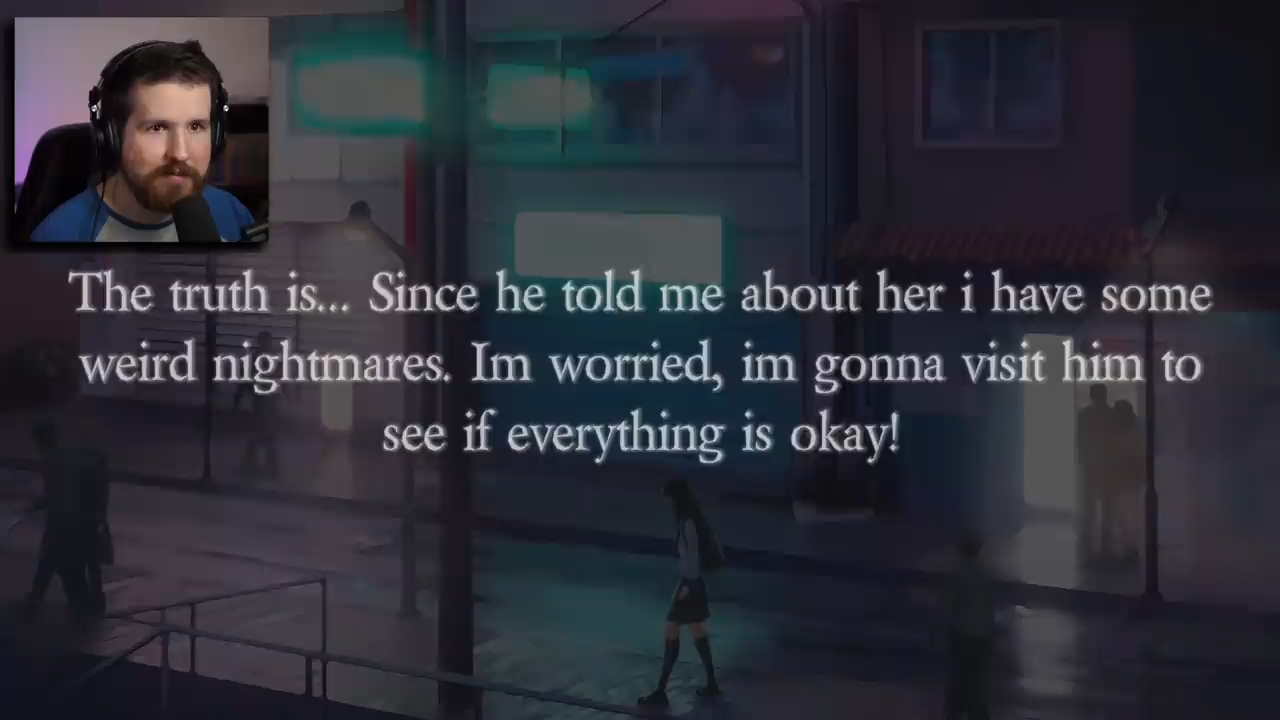 The truth is... Since he told me about her i have some
weird nightmares. Im worried, im gonna visit him to
see if everything is okay!